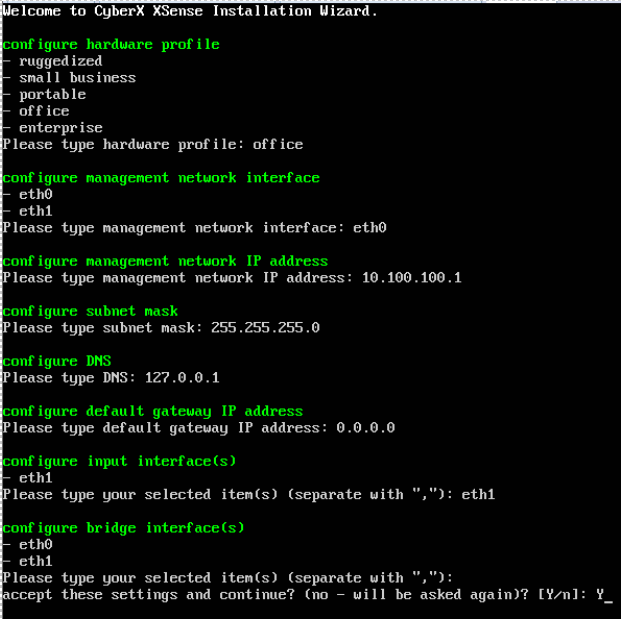 Welcome to CyberX XSense Installation Wizard.
configure hardware profile
- ruggedized
- small business
- portable
- office
- enterprise
Please type hardware profile: office
configure management network interface
- eth0
- eth1
Please type management network interface: eth0
configure management network IP address
Please type management network IP address: 10.100.100.1
configure subnet mask
Please type subnet mask: 255.255.255.0
configure DNS
Please type DNS: 127.0.0.1
configure default gateway IP address
Please type default gateway IP address: 0.0.0.0
configure input interface(s)
- eth1
Please type your selected item(s) (separate with ","): eth1
configure bridge interface(s)
- eth0
- eth1
Please type your selected item(s) (separate with ","):
accept these settings and continue? (no - will be asked again)? [Y/n]: Y_